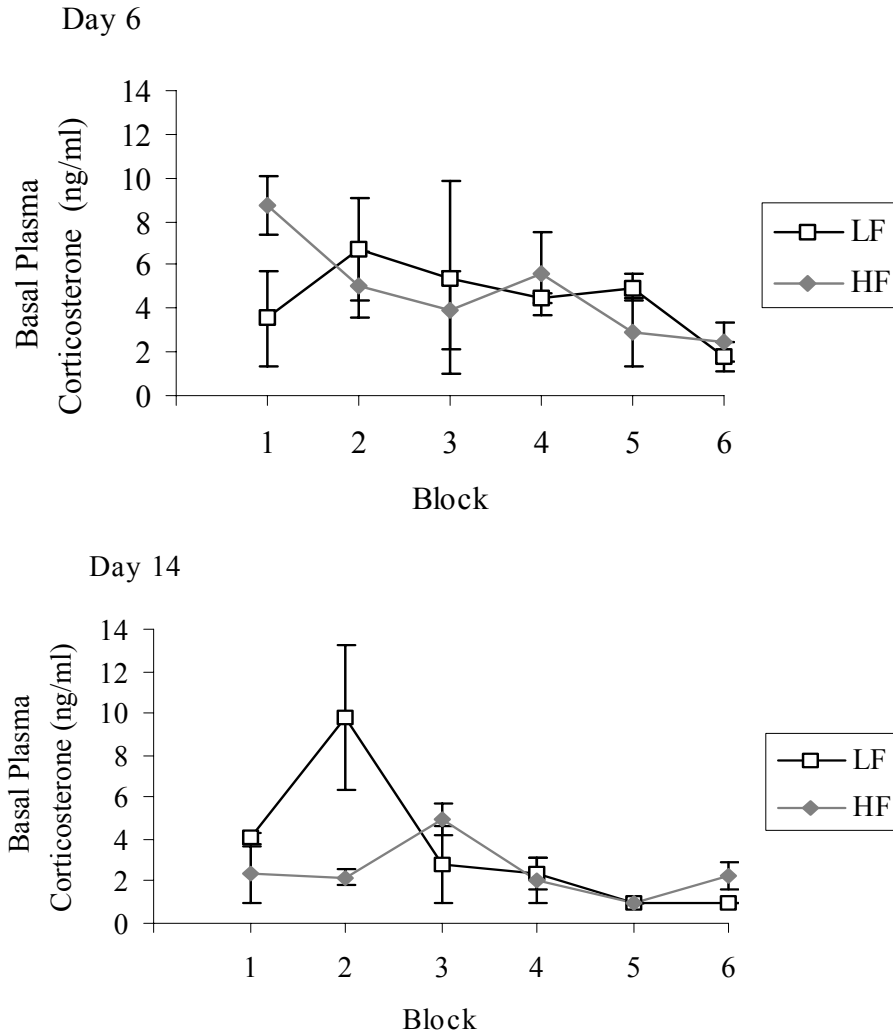 Day 6
Basal Plasma
Corticosterone (ng/ml)
14
12
10
8
6
4
2
0
1 2 3 4 5 6
Block
LF
HF
Day 14
Basal Plasma
Corticosterone (ng/ml)
14
12
10
8
6
4
2
0
1 2 3 4 5 6
Block
LF
HF